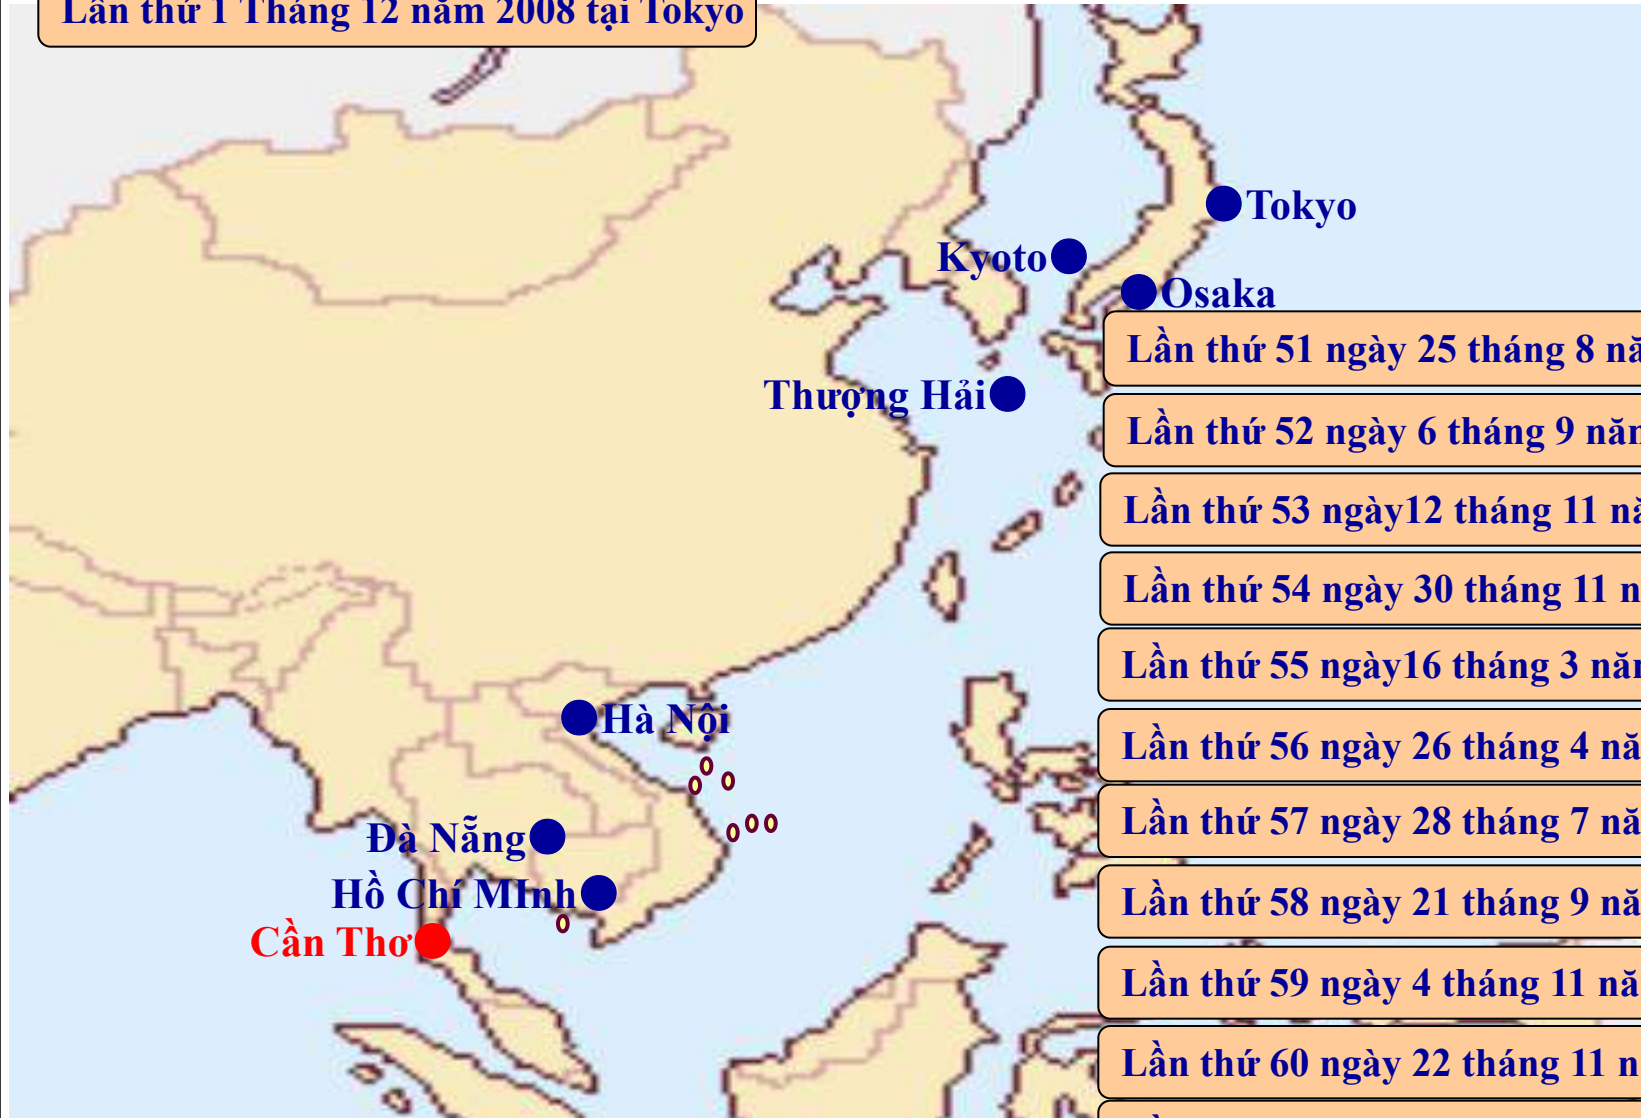 Lần thứ 1 Tháng 12 năm 2008 tại Tokyo
Tokyo
Kyoto
Osaka
Lần thứ 51 ngày 25 tháng 8
Thượng Hải
Lần thứ 52 ngày 6 tháng 9
Lần thứ 53 ngày12 tháng 11
Lần thứ 54 ngày 30 tháng 11
Lần thứ 55 ngày16 tháng 3
Hà Nội
Lần thứ 56 ngày 26 tháng 4
Lần thứ 57 ngày 28 tháng 7
Đà Nẵng
Hồ Chí MInh
Lần thứ 58 ngày 21 tháng 9
Cần Thơ
Lần thứ 59 ngày 4 tháng 11
Lần thứ 60 ngày 22 tháng 11